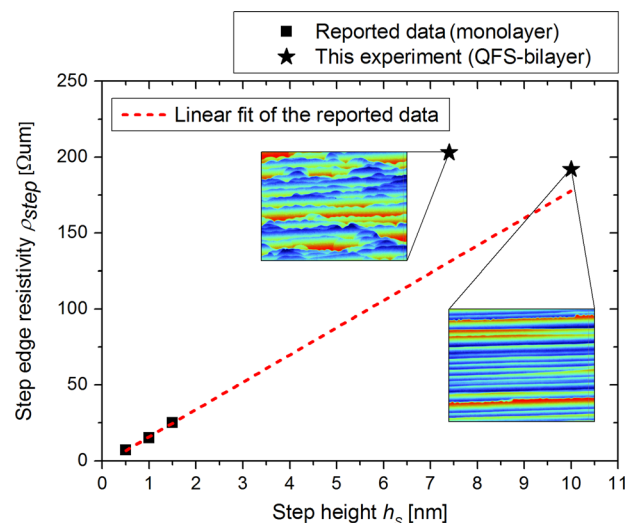 Reported data (monolayer)
This experiment (QFS-bilayer)
Linear fit of the reported data
Step edge resistivity ρstep [Ωum]
250
200
150
100
50
0
0 1 2 3 4 5 6 7 8 9 10 11
Step height hs [nm]